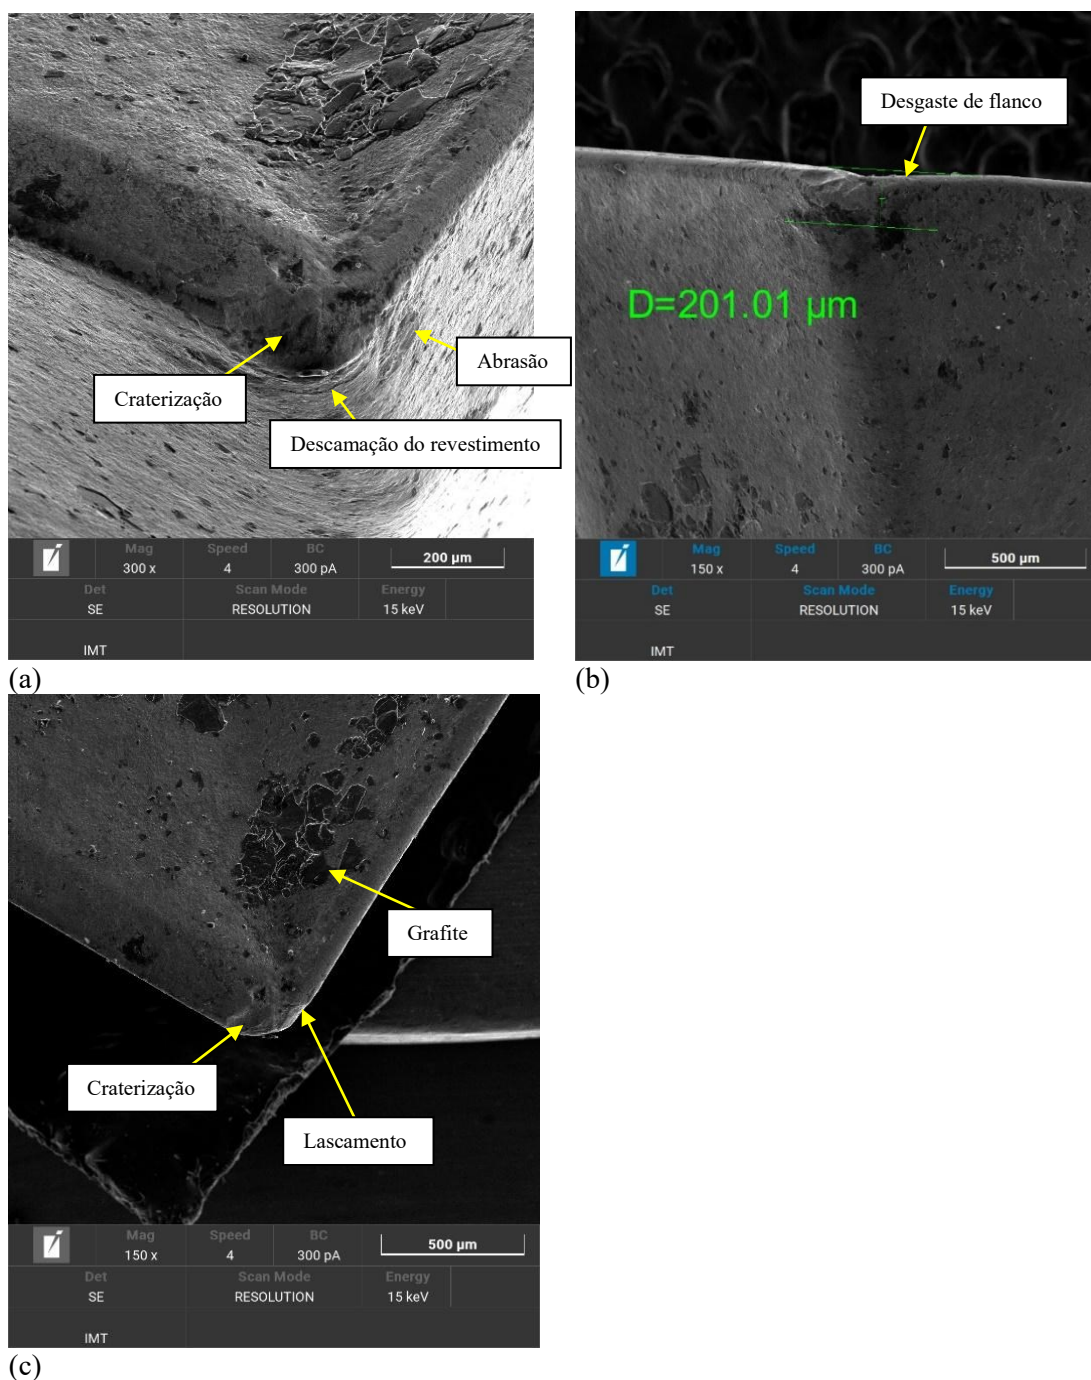 Desgaste de flanco
D=201.01 µm
Abrasão
Craterização
Descamação do revestimento
Mag Speed BC
300 x 4 300 pA 200 µm
Det Scan Mode Energy
SE RESOLUTION 15 keV
IMT
Mag Speed BC
150 x 4 300 pA 500 µm
Det Scan Mode Energy
SE RESOLUTION 15 keV
IMT
(a)
(b)
Grafite
Craterização
Lascamento
Mag Speed BC
150 x 4 300 pA 500 µm
Det Scan Mode Energy
SE RESOLUTION 15 keV
IMT
(c)